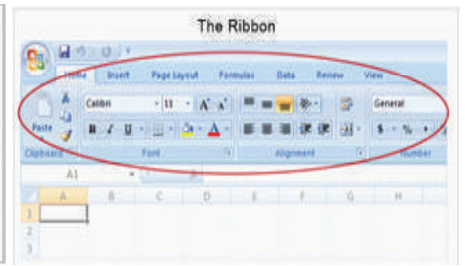 The Ribbon
Home Insert Page Layout Formulas Data Review View
Calibri 11 A A General
Paste B I U A $ %
Clipboard Font Alignment Number
A1
A B C D E F G H
1
2
3